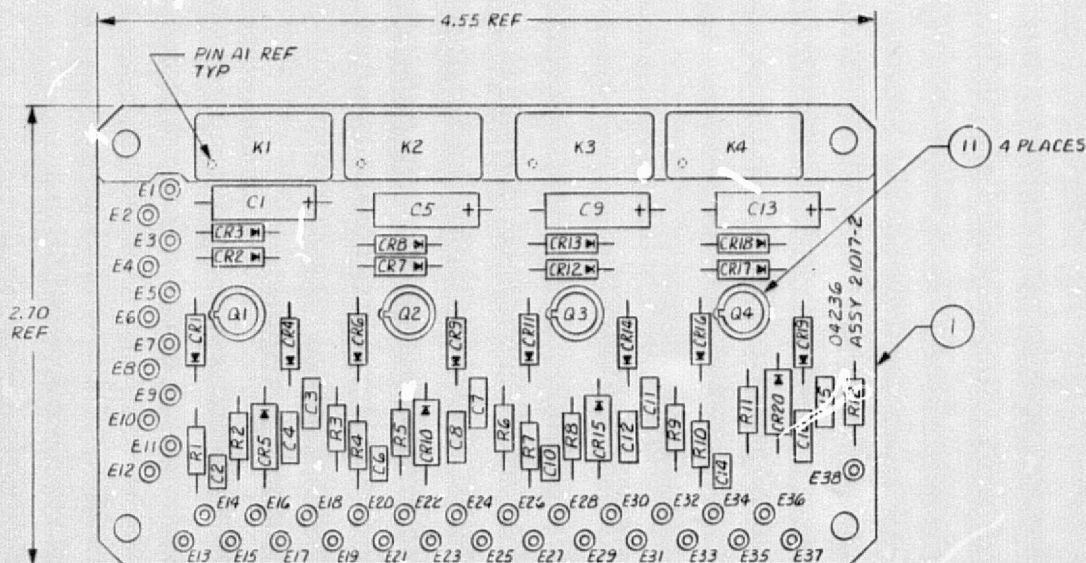 4.55 REF
PIN A1 REF
TYP
11 4 PLACES
K1 K2 K3 K4
E1
C1 + C5 + C9 + C13 +
E2
CR3 CR8 CR13 CR18
E3
CR2 CR7 CR12 CR17
E4
E5
2.70
REF
E6
Q1 Q2 Q3 Q4
CR1 CR4 CR6 CR9 CR11 CR14 CR16 CR19
04236
ASSY 21017-2
1
E7
E8
E9
E10
E11
E12
R1 C2 R2 CR5 C4 C3 R3 R4 C6 R5 CR10 C8 C7 R6 R7 C10 R8 CR15 C12 C11 R9 R10 C14 R11 CR20
E38
E14 E16 E18 E20 E22 E24 E26 E28 E30 E32 E34 E36
E13 E15 E17 E19 E21 E23 E25 E27 E29 E31 E33 E35 E37